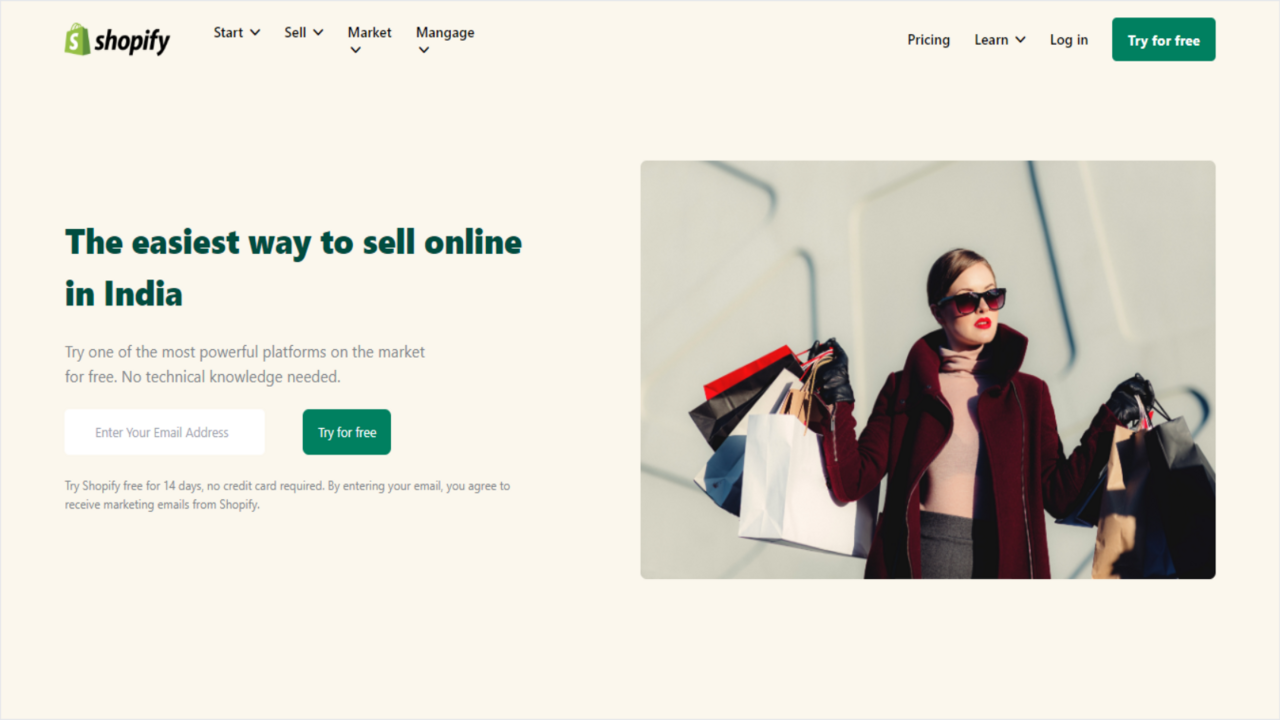 shopify
Start
Sell
Market
Mangage
Pricing
Learn
Log in
Try for free
The easiest way to sell online
in India
Try one of the most powerful platforms on the market
for free. No technical knowledge needed.
Enter Your Email Address
Try for free
Try Shopify free for 14 days, no credit card required. By entering your email, you agree to
receive marketing emails from Shopify.